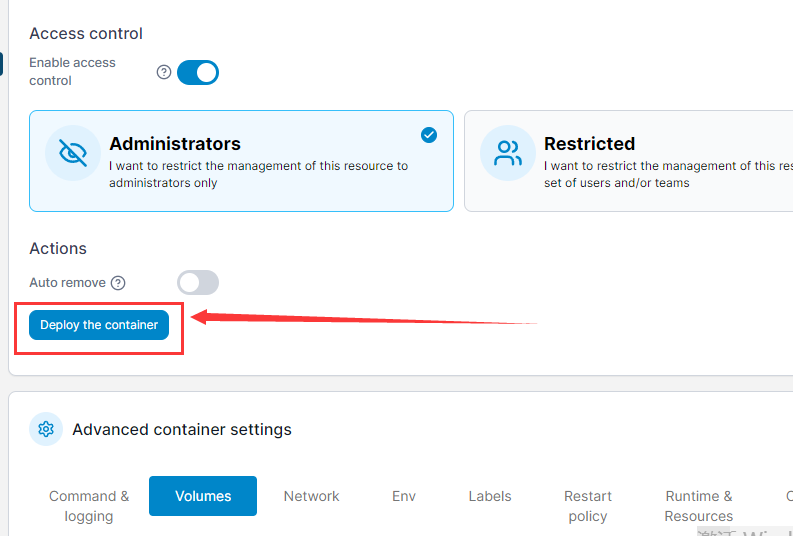 Access control
Enable access
control
Administrators
I want to restrict the management of this resource to
administrators only
Restricted
I want to restrict the management of this res
set of users and/or teams
Actions
Auto remove
Deploy the container
Advanced container settings
Command &
logging
Volumes
Network
Env
Labels
Restart
policy
Runtime &
Resources